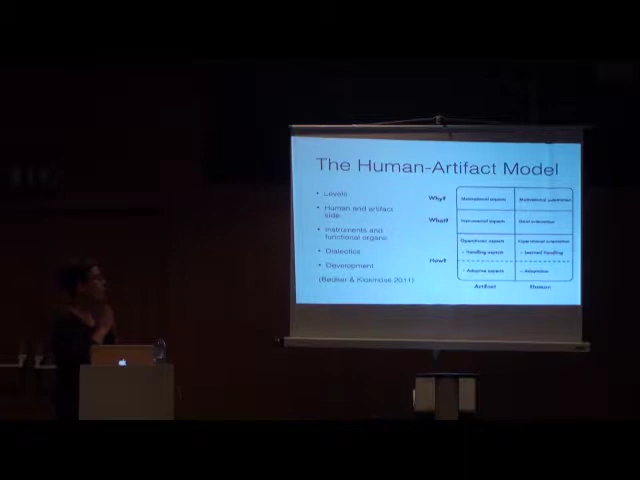 The Human-Artifact Model
• Levels
• Human and artifact
side
• Instruments and
functional organs
• Dialectics
• Development
(Bødker & Klokmose 2011)
Why?
Motivational aspects
Motivational orientation
What?
Instrumental aspects
Goal orientation
How?
Operational aspects
Operational orientation
- Handling aspects
- Learned handling
- Adaptive aspects
- Adaptation
Artifact
Human